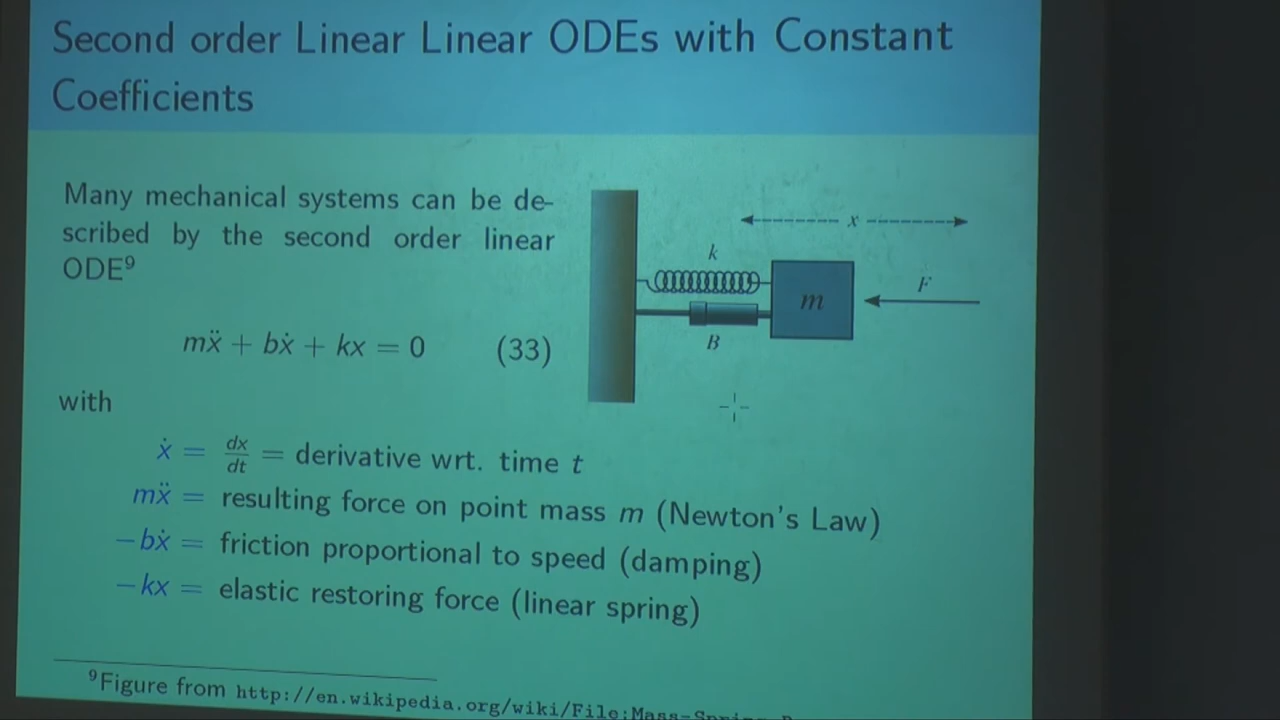 Second order Linear Linear ODEs with Constant
Coefficients
Many mechanical systems can be de-
scribed by the second order linear
ODE⁹
mẍ + bẋ + kx = 0 (33)
with
ẋ = dx/dt = derivative wrt. time t
mẍ = resulting force on point mass m (Newton's Law)
−bẋ = friction proportional to speed (damping)
−kx = elastic restoring force (linear spring)
x
k
m
F
B
⁹Figure from http://en.wikipedia.org/wiki/File:Mass-Spring-D